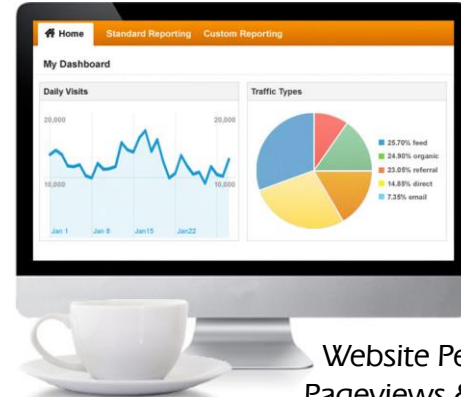 Home Standard Reporting Custom Reporting
My Dashboard
Daily Visits
Traffic Types
20,000 20,000
10,000 10,000
Jan 1 Jan 8 Jan15 Jan22
25.70% feed
24.90% organic
23.05% referral
14.85% direct
7.35% email
Website Pe
Pageviews &